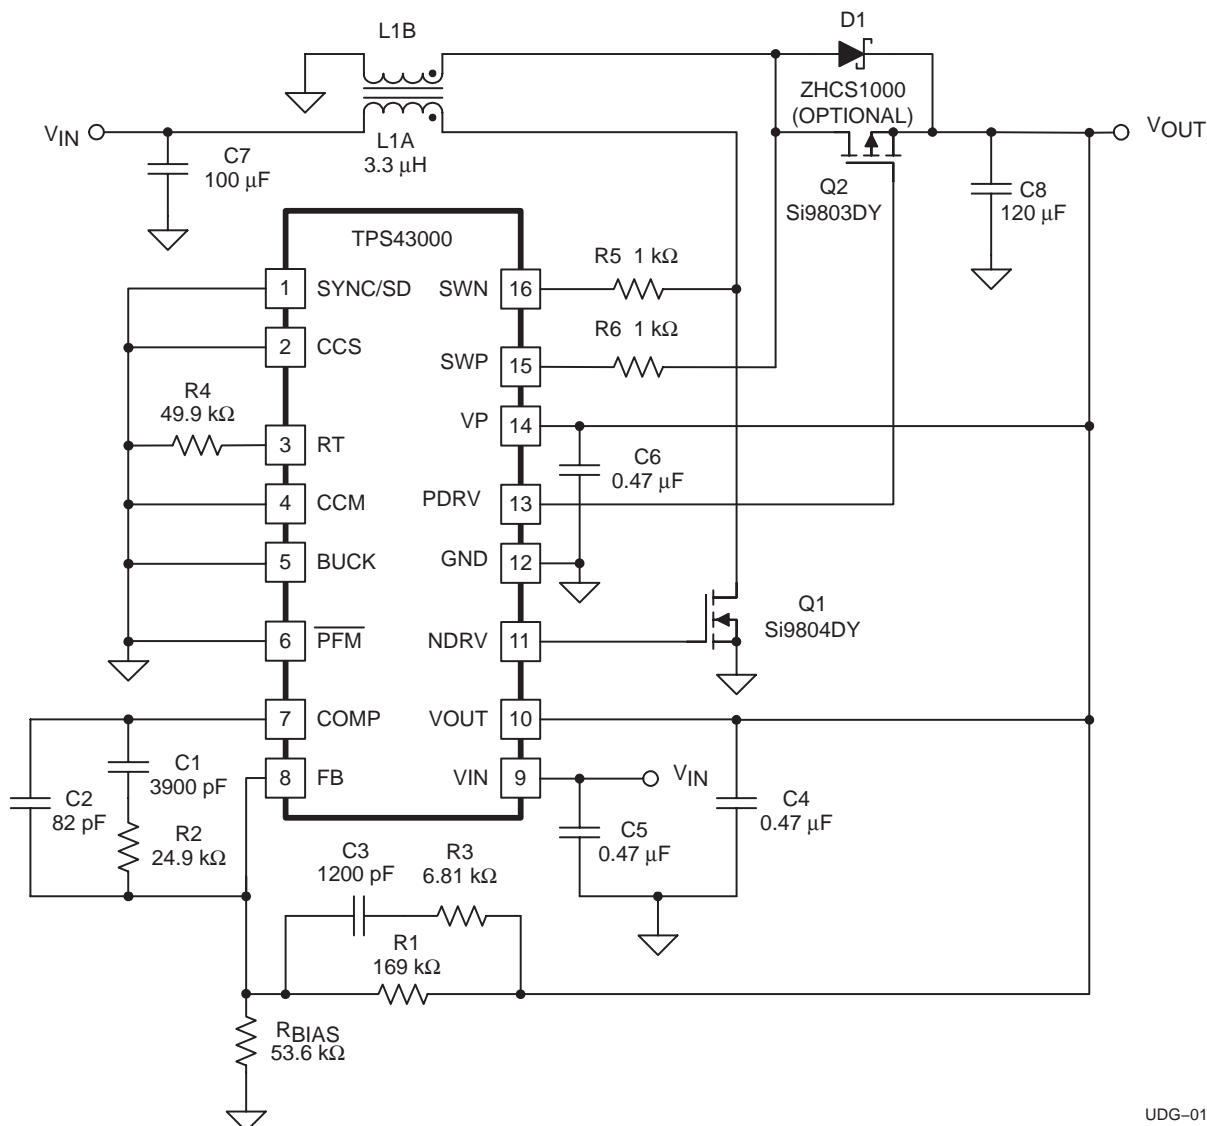 D1
L1B
ZHCS1000
(OPTIONAL)
VIN
VOUT
L1A
3.3 µH
C7
100 µF
Q2
Si9803DY
C8
120 µF
TPS43000
R5 1 kΩ
1 SYNC/SD SWN 16
R6 1 kΩ
2 CCS SWP 15
R4
49.9 kΩ
VP 14
3 RT
C6
0.47 µF
4 CCM PDRV 13
5 BUCK GND 12
Q1
Si9804DY
6 PFM NDRV 11
7 COMP VOUT 10
C1
3900 pF
8 FB VIN 9
VIN
C2
82 pF
C4
0.47 µF
R2
24.9 kΩ
C5
0.47 µF
C3
1200 pF
R3
6.81 kΩ
R1
169 kΩ
RBIAS
53.6 kΩ
UDG–01